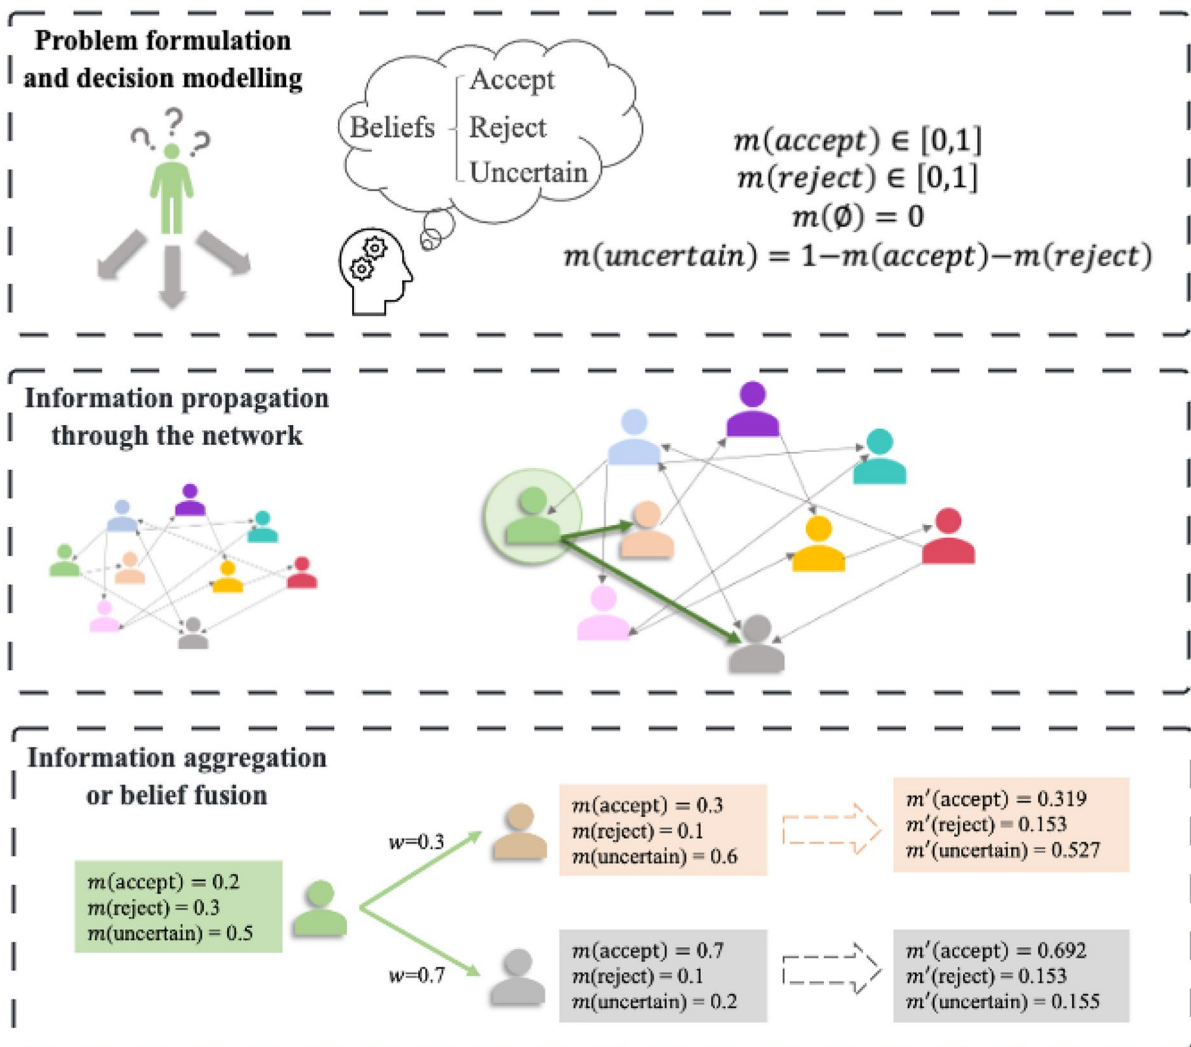 Problem formulation
and decision modelling
? ? ?
Beliefs
Accept
Reject
Uncertain
m(accept) ∈ [0,1]
m(reject) ∈ [0,1]
m(∅) = 0
m(uncertain) = 1−m(accept)−m(reject)
Information propagation
through the network
Information aggregation
or belief fusion
m(accept) = 0.2
m(reject) = 0.3
m(uncertain) = 0.5
w=0.3
w=0.7
m(accept) = 0.3
m(reject) = 0.1
m(uncertain) = 0.6
m′(accept) = 0.319
m′(reject) = 0.153
m′(uncertain) = 0.527
m(accept) = 0.7
m(reject) = 0.1
m(uncertain) = 0.2
m′(accept) = 0.692
m′(reject) = 0.153
m′(uncertain) = 0.155